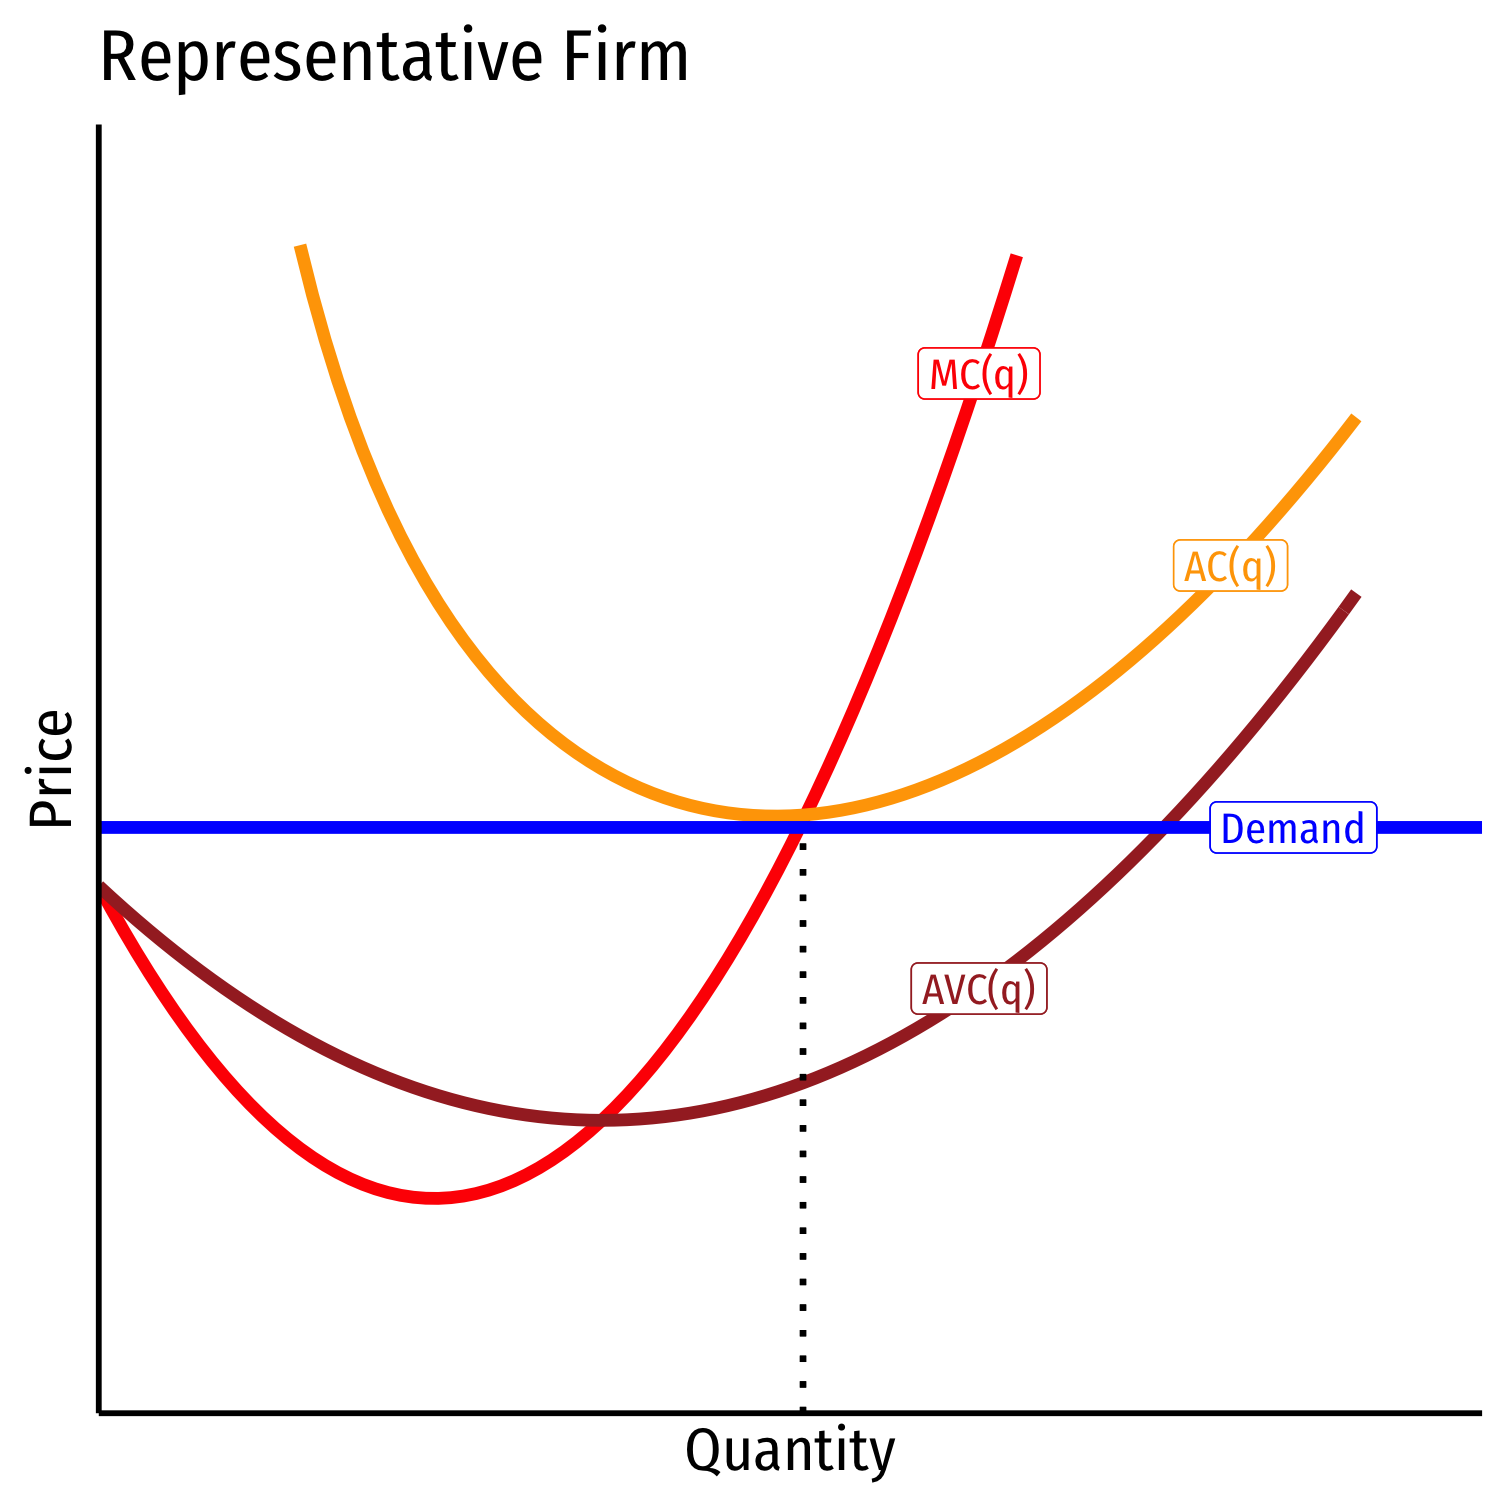 Representative Firm
MC(q)
AC(q)
Price
Demand
AVC(q)
Quantity